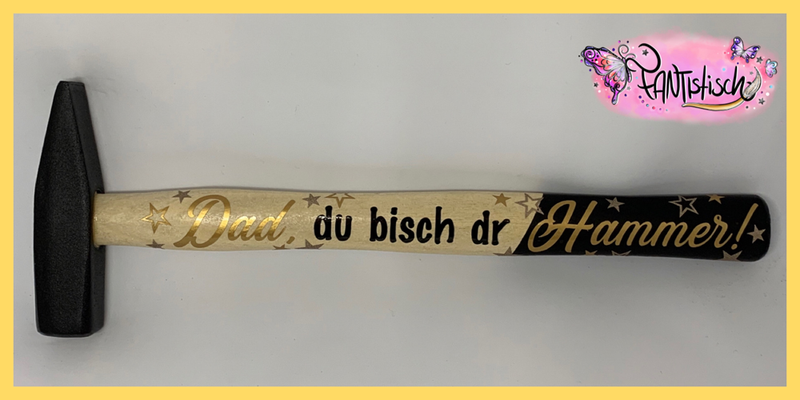 FANTIstisch
Dad, du bisch dr Hammer!